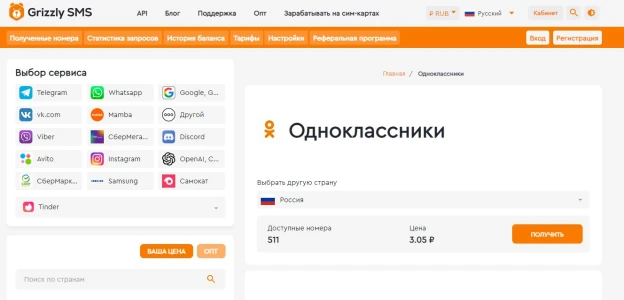 Grizzly SMS
API Блог Поддержка Опт Зарабатывать на сим-картах
₽ RUB Русский Кабинет
Полученные номера Статистика запросов История баланса Тарифы Настройки Реферальная программа
Вход Регистрация
Выбор сервиса
Telegram Whatsapp Google, G...
vk.com Mamba Другой
Viber СберМега... Discord
Avito Instagram OpenAI, C...
СберМарк... Samsung Самокат
Tinder
ВАША ЦЕНА ОПТ
Поиск по странам
Главная / Одноклассники
Одноклассники
Выбрать другую страну
Россия
Доступные номера Цена
511 3.05 ₽
ПОЛУЧИТЬ